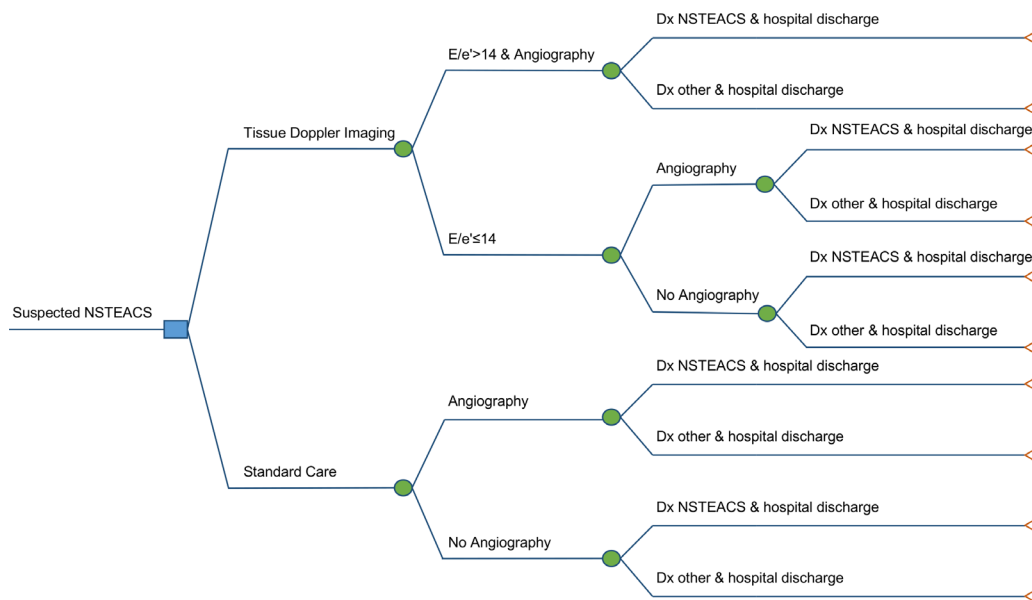 Dx NSTEACS & hospital discharge
E/e'>14 & Angiography
Dx other & hospital discharge
Tissue Doppler Imaging
Dx NSTEACS & hospital discharge
Angiography
Dx other & hospital discharge
E/e'≤14
Dx NSTEACS & hospital discharge
No Angiography
Dx other & hospital discharge
Suspected NSTEACS
Dx NSTEACS & hospital discharge
Angiography
Dx other & hospital discharge
Standard Care
Dx NSTEACS & hospital discharge
No Angiography
Dx other & hospital discharge